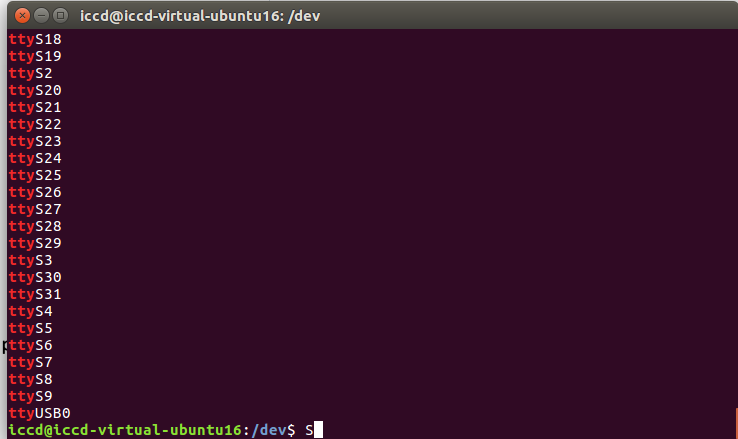 iccd@iccd-virtual-ubuntu16: /dev
ttyS18
ttyS19
ttyS2
ttyS20
ttyS21
ttyS22
ttyS23
ttyS24
ttyS25
ttyS26
ttyS27
ttyS28
ttyS29
ttyS3
ttyS30
ttyS31
ttyS4
ttyS5
ttyS6
ttyS7
ttyS8
ttyS9
ttyUSB0
iccd@iccd-virtual-ubuntu16:/dev$ S